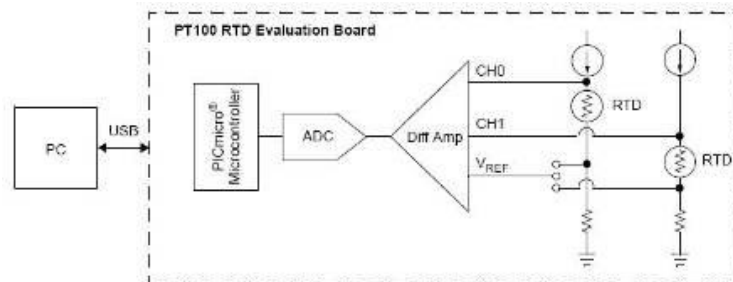 PT100 RTD Evaluation Board
CH0
RTD
PICmicro®
Microcontroller
ADC
Diff Amp
CH1
PC
USB
VREF
RTD